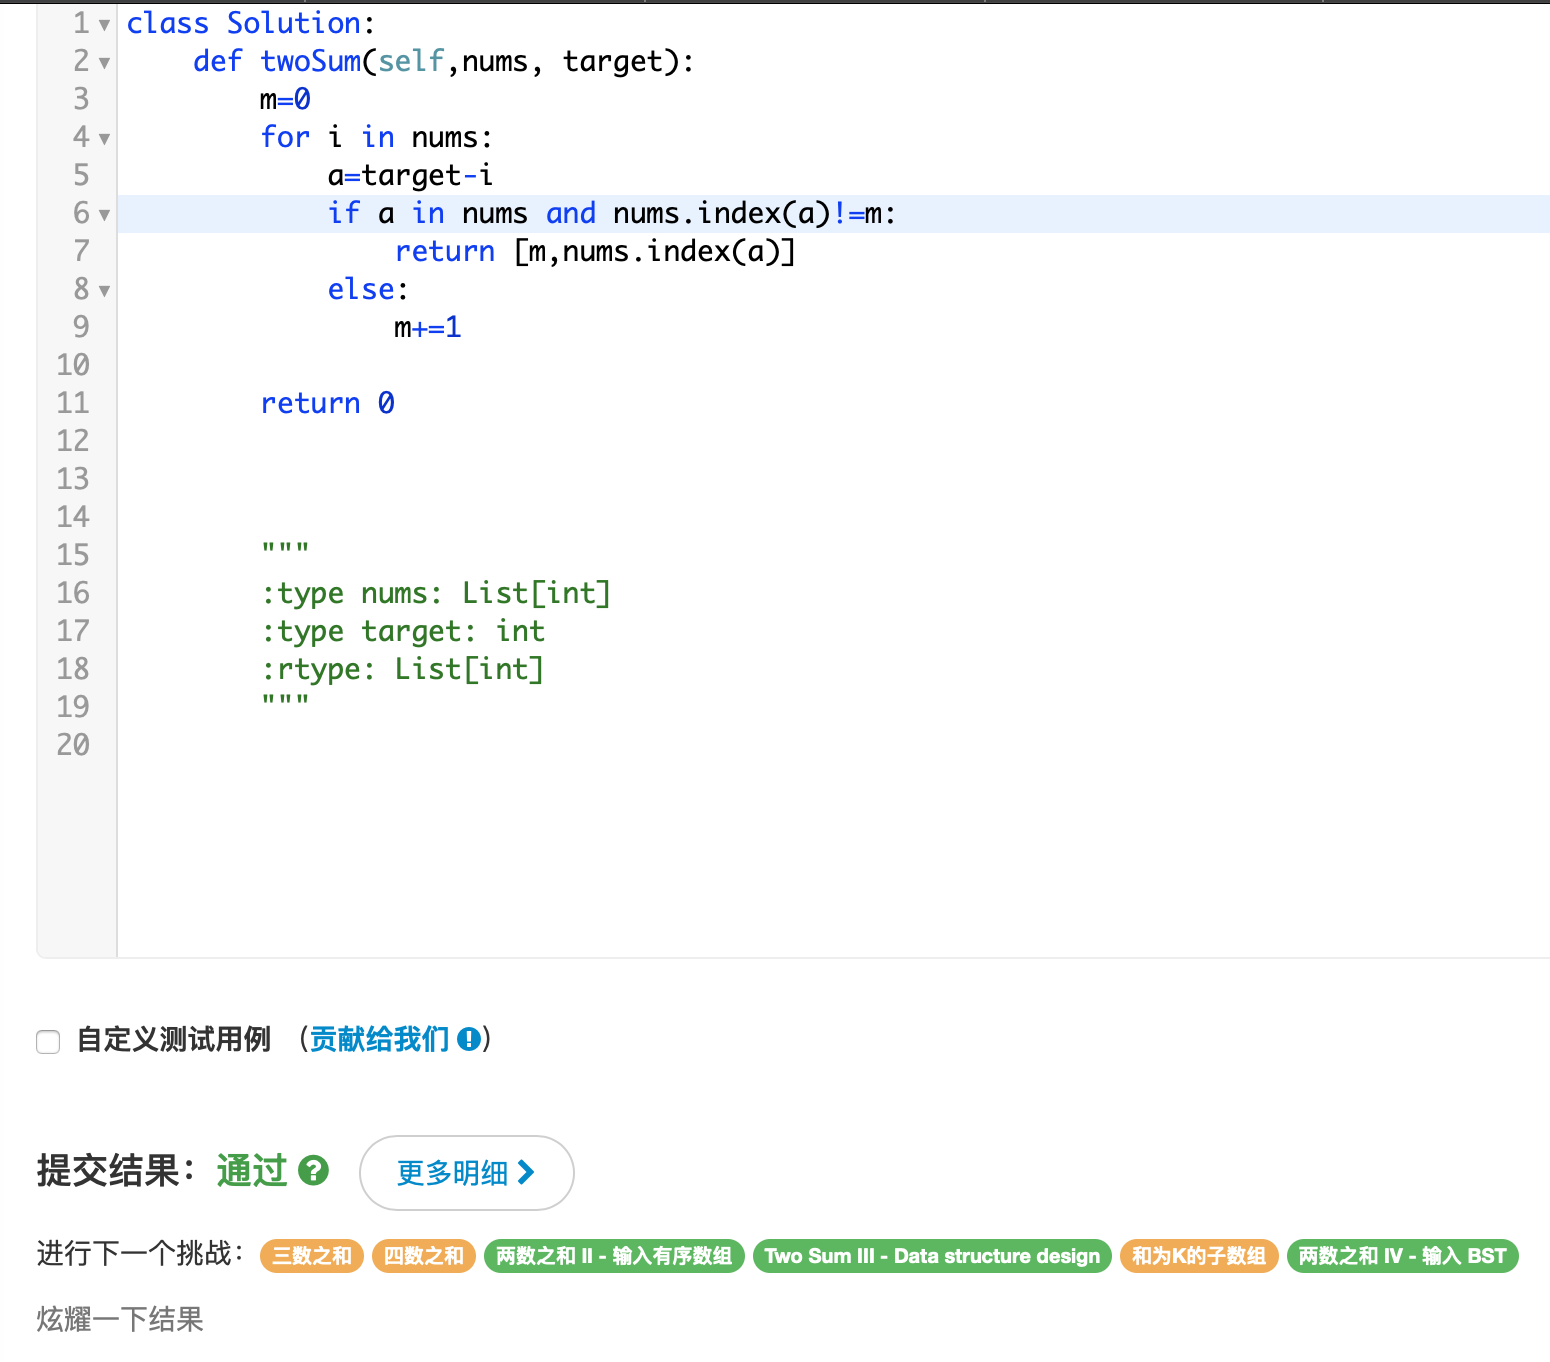 1 class Solution:
2     def twoSum(self,nums, target):
3         m=0
4         for i in nums:
5             a=target-i
6             if a in nums and nums.index(a)!=m:
7                 return [m,nums.index(a)]
8             else:
9                 m+=1
10
11         return 0
12
13
14
15         """
16         :type nums: List[int]
17         :type target: int
18         :rtype: List[int]
19         """
20
自定义测试用例 （贡献给我们 ）
提交结果：通过 更多明细
进行下一个挑战： 三数之和 四数之和 两数之和 II - 输入有序数组 Two Sum III - Data structure design 和为K的子数组 两数之和 IV - 输入 BST
炫耀一下结果